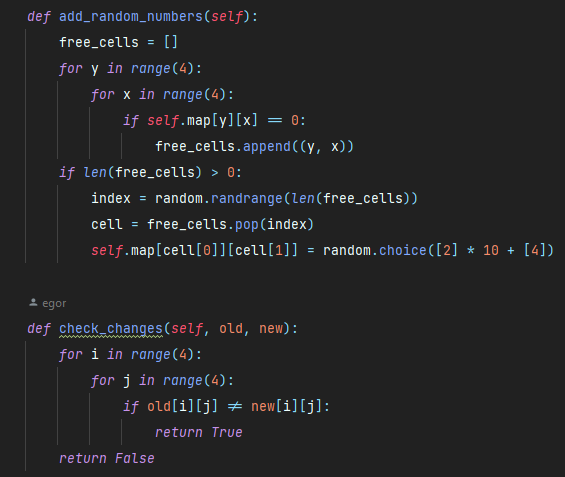 def add_random_numbers(self):
    free_cells = []
    for y in range(4):
        for x in range(4):
            if self.map[y][x] == 0:
                free_cells.append((y, x))
    if len(free_cells) > 0:
        index = random.randrange(len(free_cells))
        cell = free_cells.pop(index)
        self.map[cell[0]][cell[1]] = random.choice([2] * 10 + [4])
egor
def check_changes(self, old, new):
    for i in range(4):
        for j in range(4):
            if old[i][j] != new[i][j]:
                return True
    return False